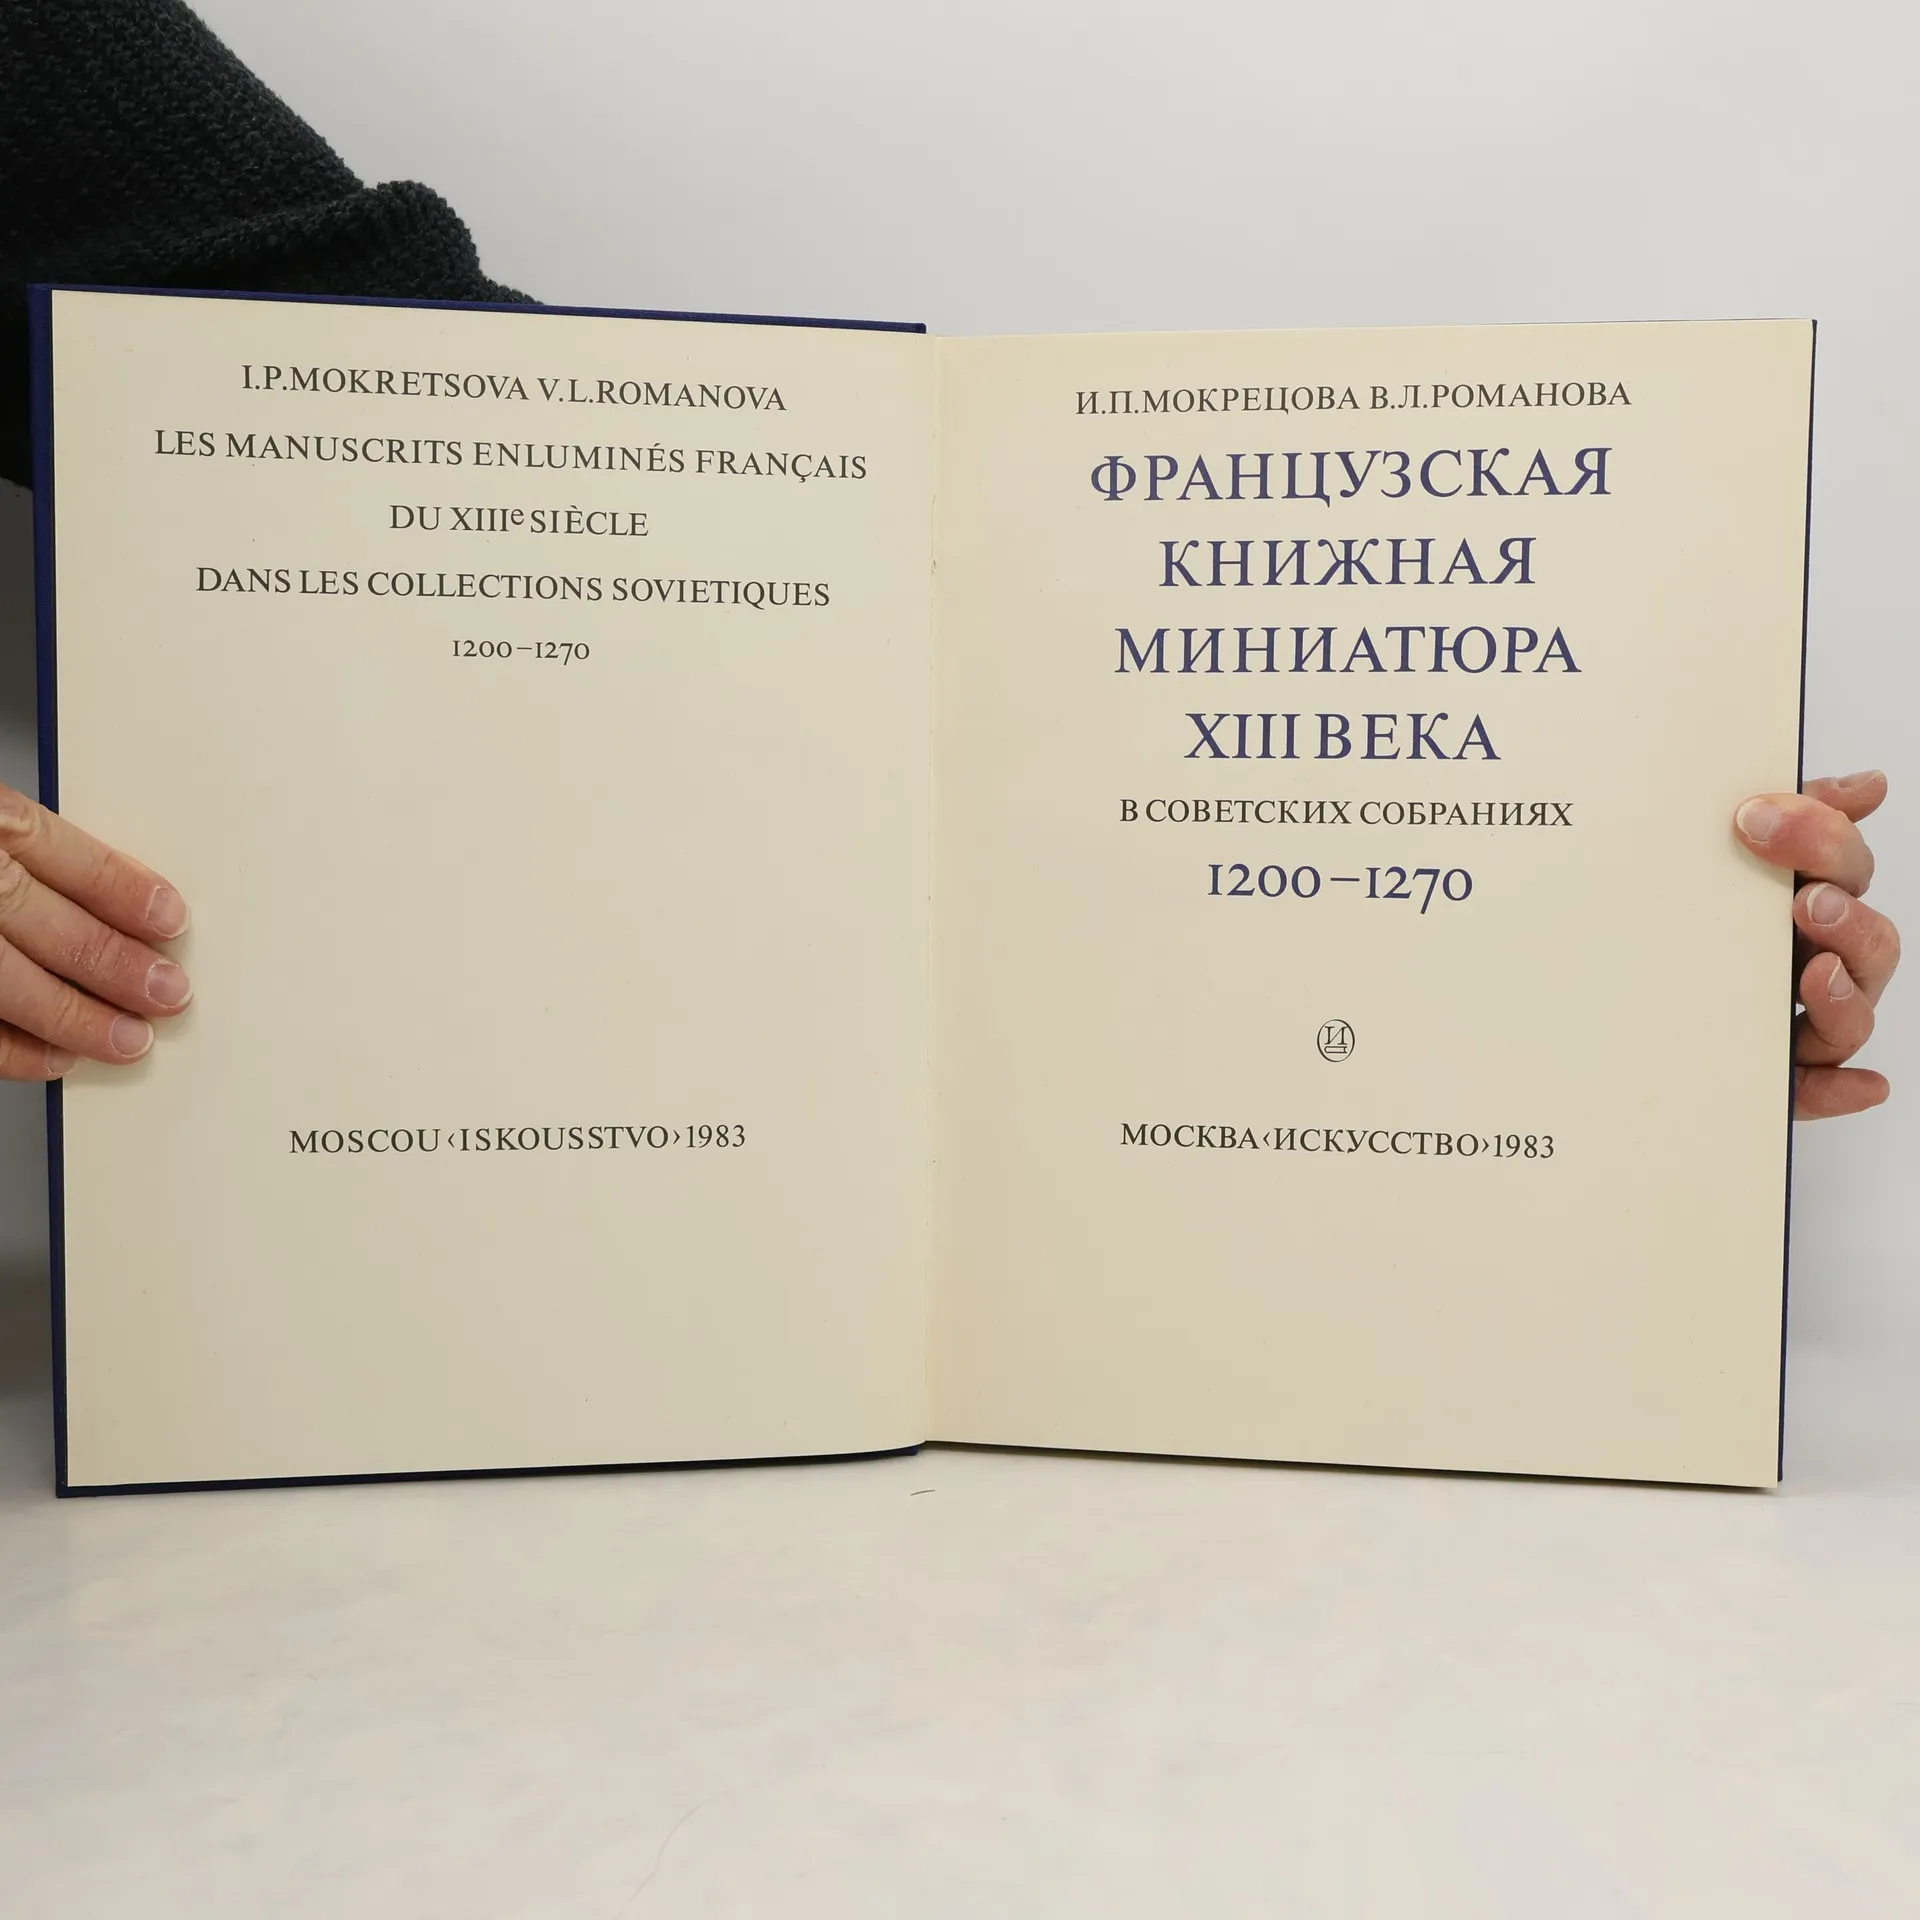 I.P.MOKRETSOVA V.L.ROMANOVA
LES MANUSCRITS ENLUMINÉS FRANÇAIS
DU XIIIe SIÈCLE
DANS LES COLLECTIONS SOVIETIQUES
1200–1270
MOSCOU ‹ISKOUSSTVO› 1983
И.П.МОКРЕЦОВА В.Л.РОМАНОВА
ФРАНЦУЗСКАЯ
КНИЖНАЯ
МИНИАТЮРА
XIII ВЕКА
В СОВЕТСКИХ СОБРАНИЯХ
1200–1270
И
МОСКВА ‹ИСКУССТВО› 1983